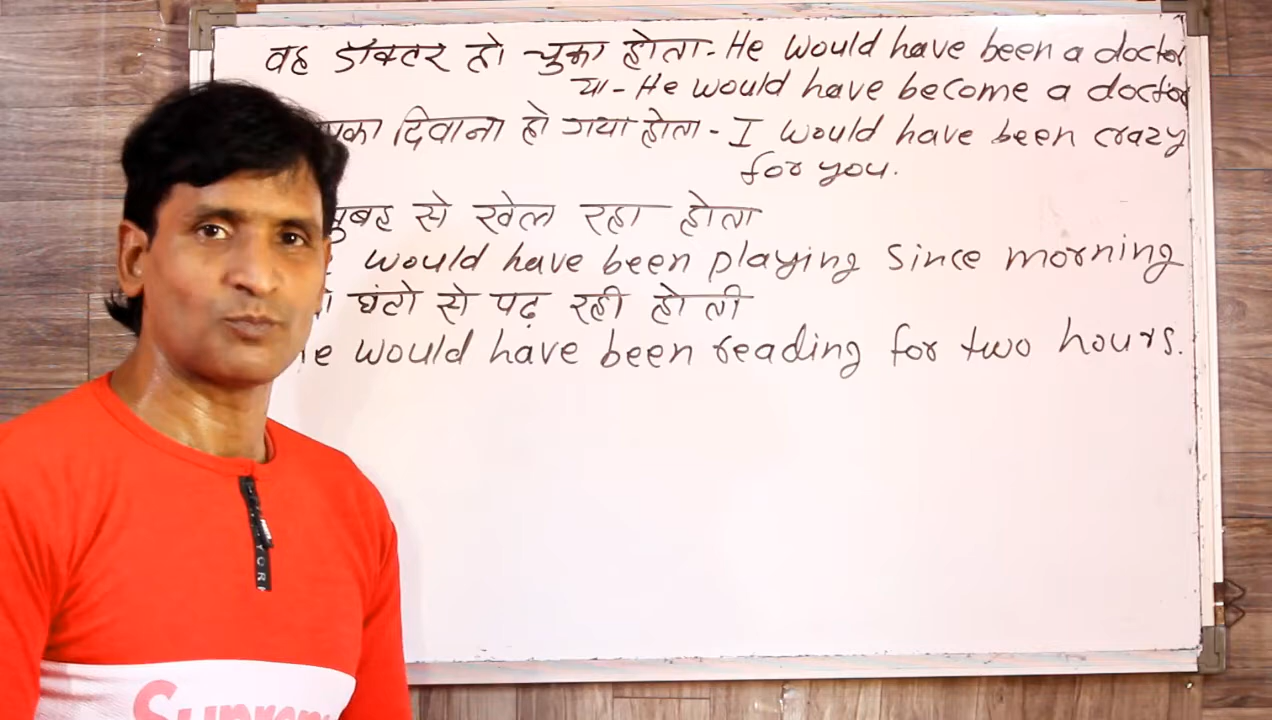 वह डॉक्टर हो चुका होता - He would have been a doctor
या - He would have become a doctor
दिवाना हो गया होता - I would have been crazy
for you.
से खेल रहा होता
would have been playing since morning
घंटो से पढ़ रही होती
would have been reading for two hours.